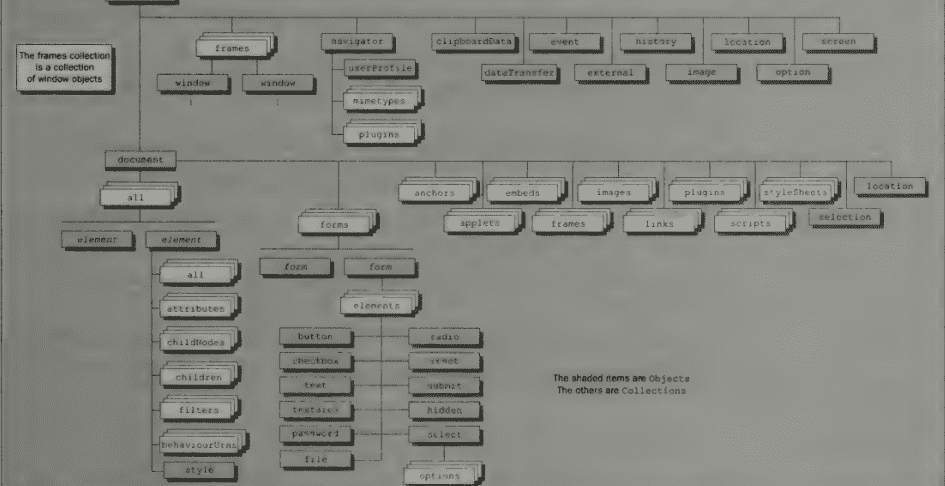 The frames collection
is a collection
of window objects
frames
navigator
clipboardData
event
history
location
screen
window
window
userProfile
dataTransfer
external
image
option
mimetypes
plugins
document
all
anchors
embeds
images
plugins
styleSheets
location
forms
applets
frames
links
scripts
selection
element
element
form
form
all
attributes
childNodes
children
filters
behaviourUrns
style
elements
button
radio
checkbox
reset
text
submit
textarea
hidden
password
select
file
options
The shaded items are Objects
The others are Collections